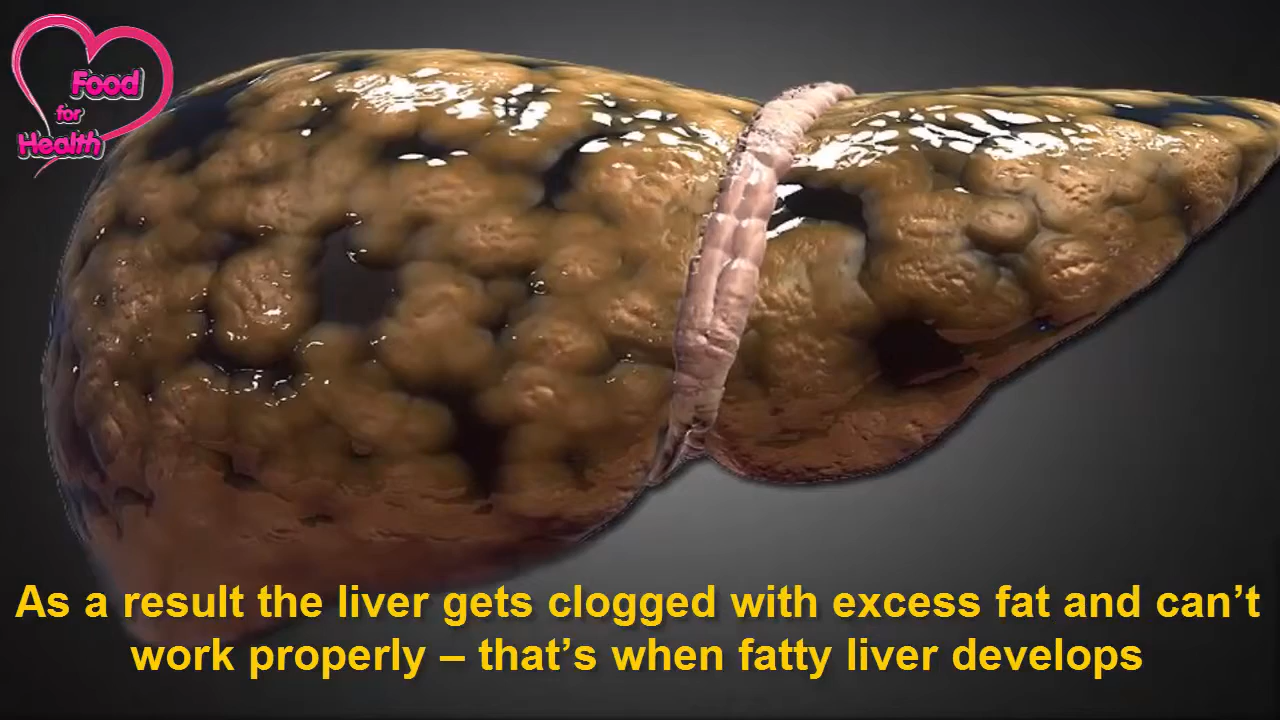 Food
for
Health
As a result the liver gets clogged with excess fat and can’t
work properly – that’s when fatty liver develops